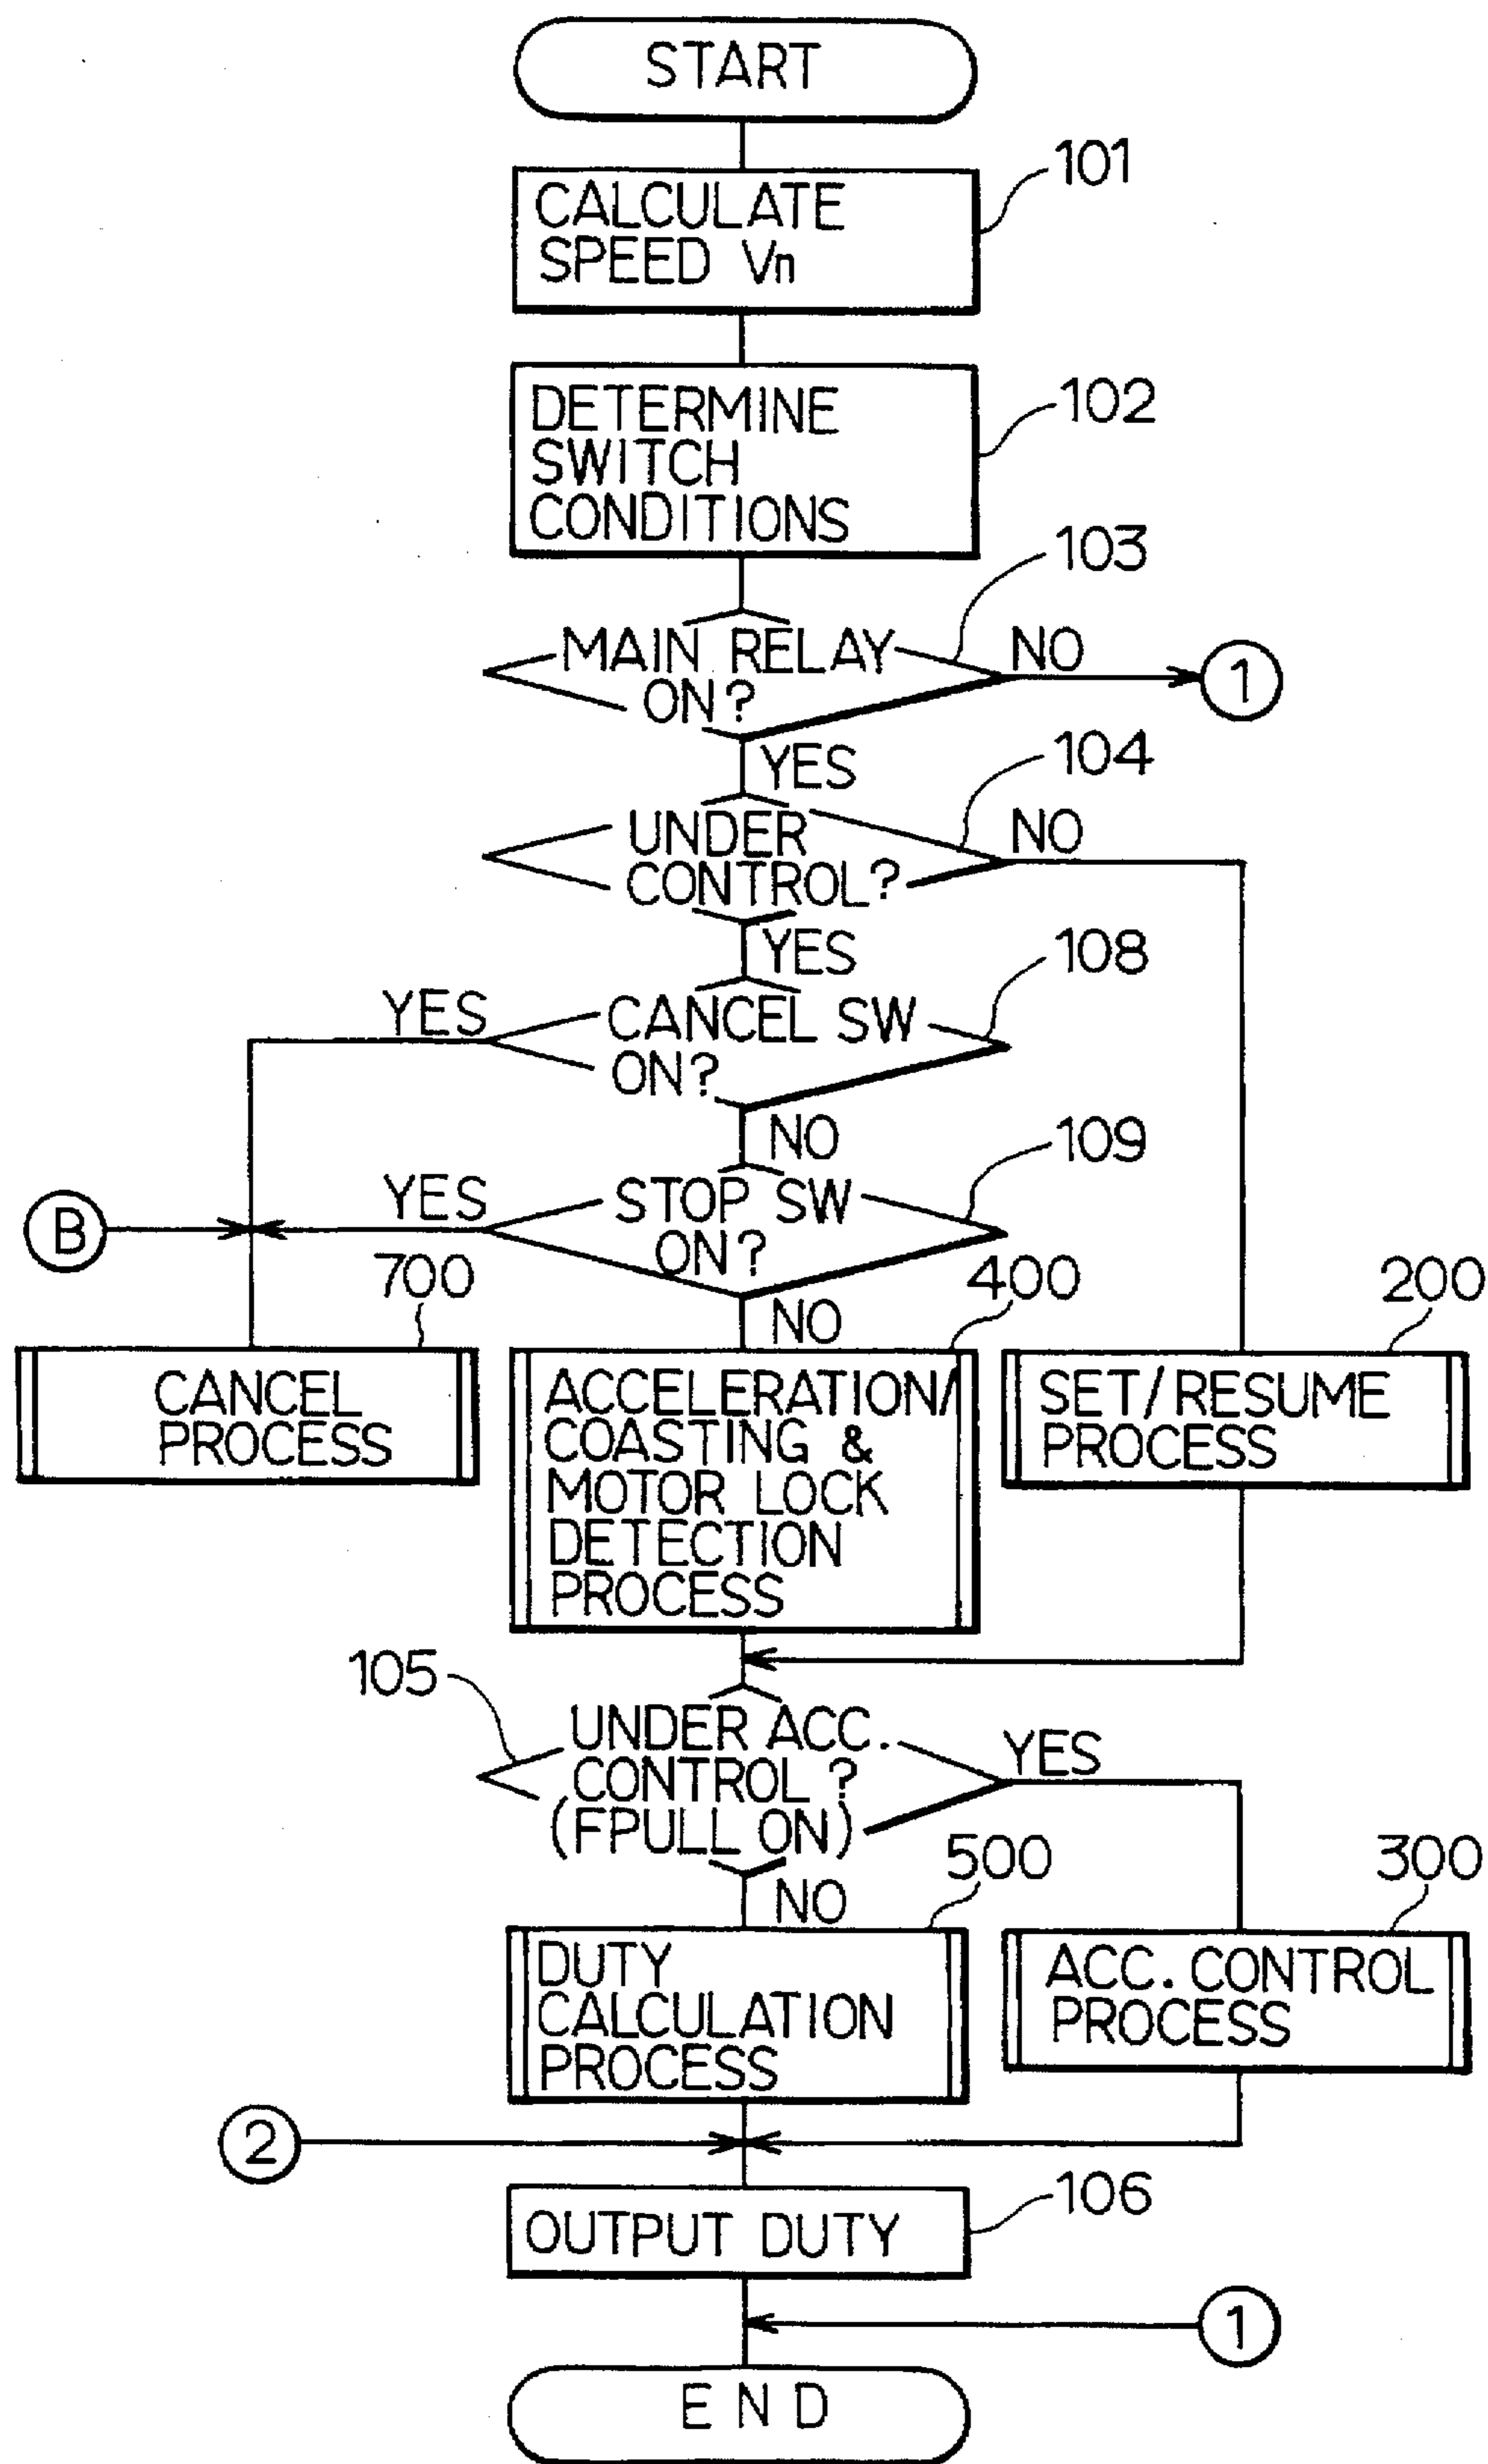 START
101
CALCULATE
SPEED Vn
102
DETERMINE
SWITCH
CONDITIONS
103
MAIN RELAY
ON?
NO
1
YES
104
UNDER
CONTROL?
NO
YES
108
CANCEL SW
ON?
YES
NO
109
STOP SW
ON?
YES
B
NO
700
CANCEL
PROCESS
400
ACCELERATION/
COASTING &
MOTOR LOCK
DETECTION
PROCESS
200
SET/RESUME
PROCESS
105
UNDER ACC.
CONTROL?
(FPULL ON)
YES
NO
500
DUTY
CALCULATION
PROCESS
300
ACC. CONTROL
PROCESS
2
106
OUTPUT DUTY
1
END